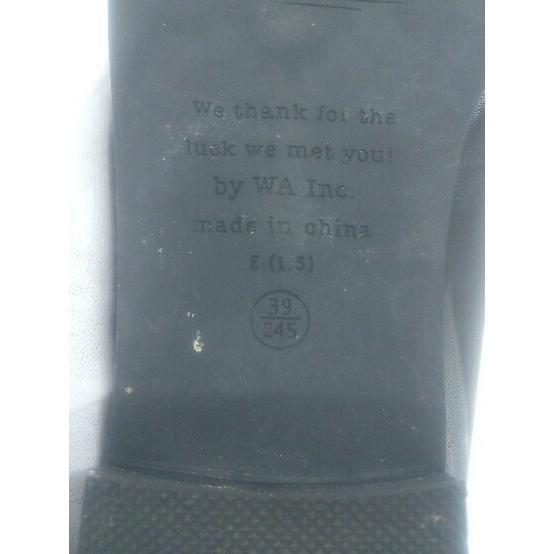 We thank for the
luck we met you!
by WA Inc.
made in china
E (1.5)
39
245